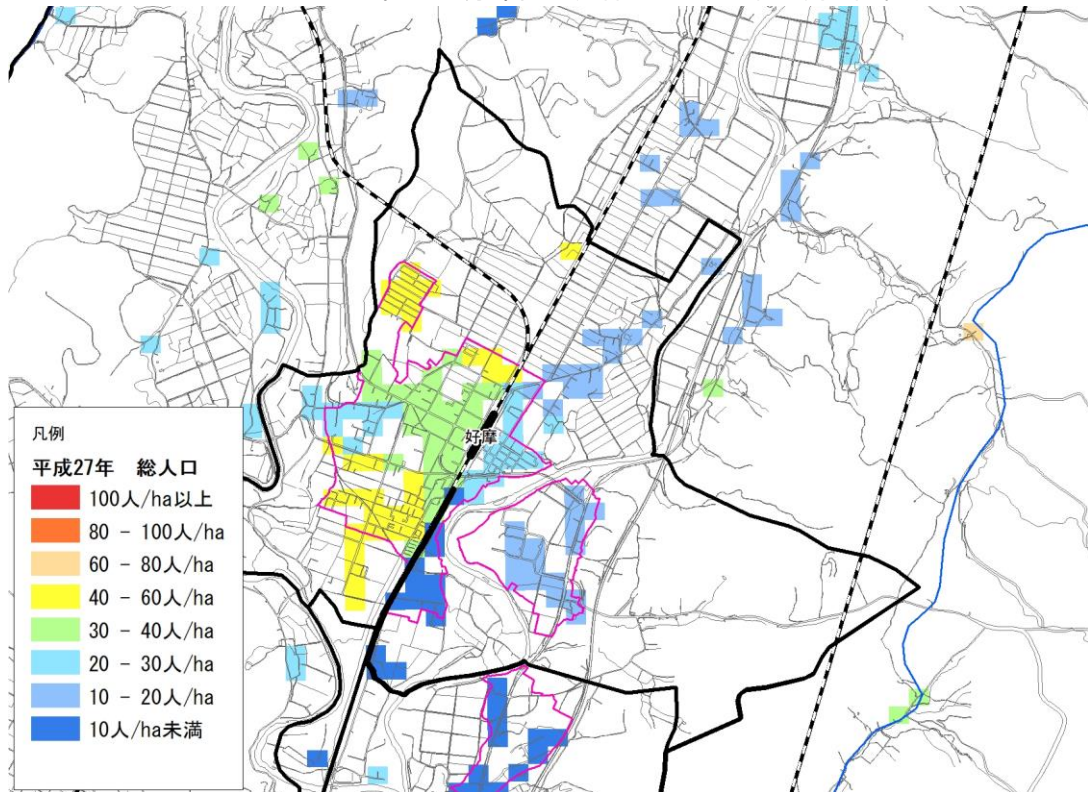 好摩
凡例
平成27年 総人口
100人/ha以上
80 - 100人/ha
60 - 80人/ha
40 - 60人/ha
30 - 40人/ha
20 - 30人/ha
10 - 20人/ha
10人/ha未満